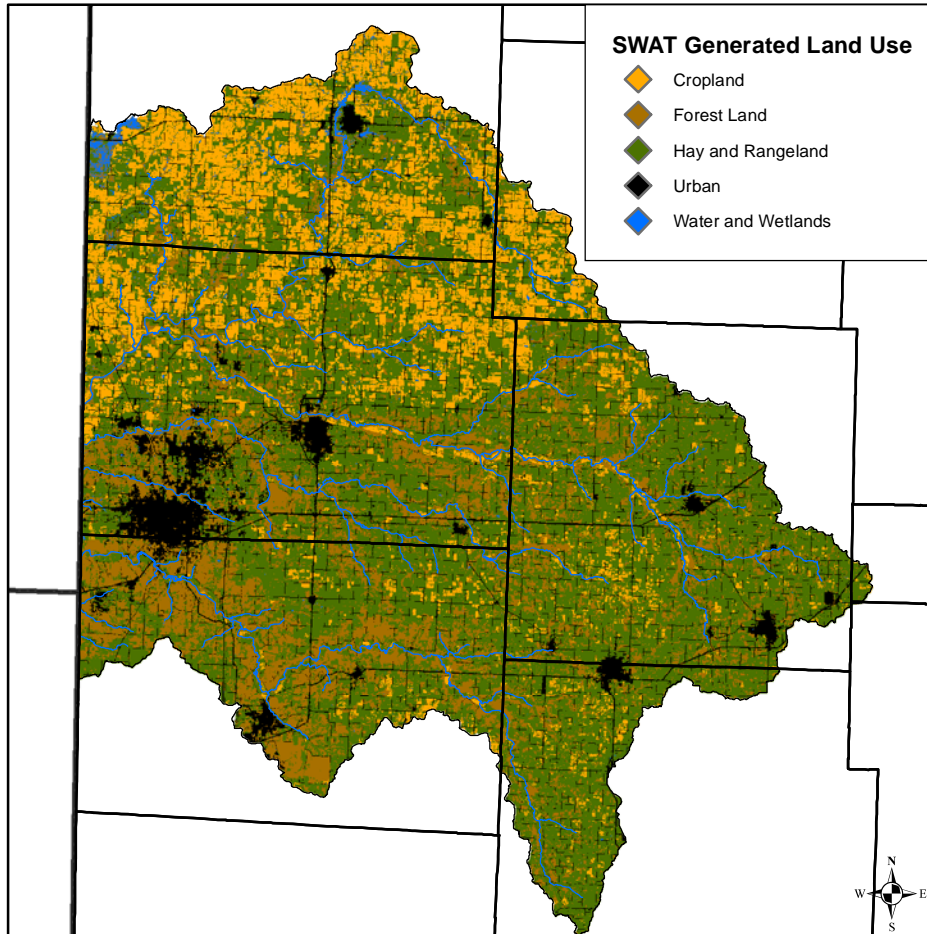 SWAT Generated Land Use
Cropland
Forest Land
Hay and Rangeland
Urban
Water and Wetlands
N
W
E
S